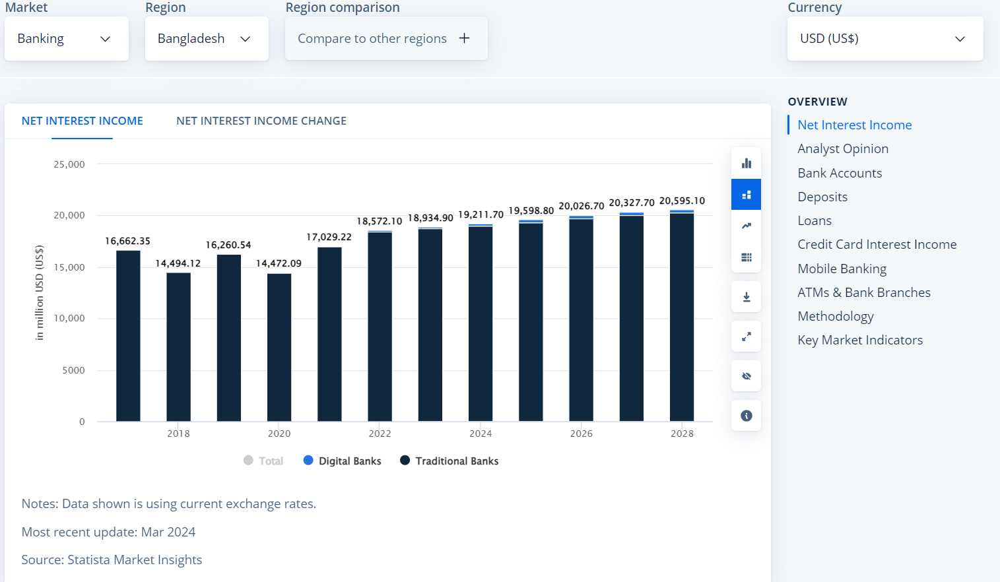 Market
Region
Region comparison
Currency
Banking
Bangladesh
Compare to other regions
USD (US$)
OVERVIEW
NET INTEREST INCOME
NET INTEREST INCOME CHANGE
Net Interest Income
Analyst Opinion
Bank Accounts
Deposits
Loans
Credit Card Interest Income
Mobile Banking
ATMs & Bank Branches
Methodology
Key Market Indicators
in million USD (US$)
25,000
20,000
15,000
10,000
5000
0
16,662.35
14,494.12
16,260.54
14,472.09
17,029.22
18,572.10
18,934.90
19,211.70
19,598.80
20,026.70
20,327.70
20,595.10
2018
2020
2022
2024
2026
2028
Total
Digital Banks
Traditional Banks
Notes: Data shown is using current exchange rates.
Most recent update: Mar 2024
Source: Statista Market Insights